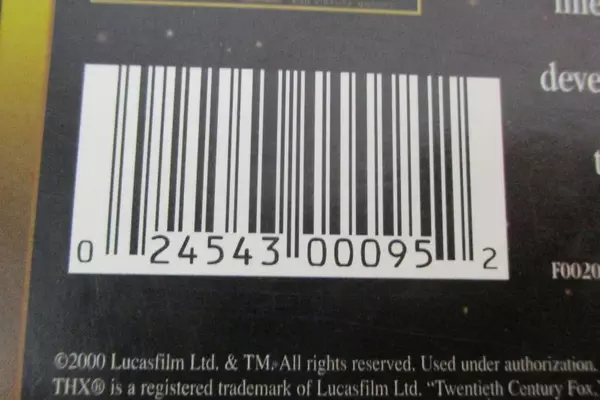 deve
t
0 24543 00095 2
F0020
©2000 Lucasfilm Ltd. & TM. All rights reserved. Used under authorization.
THX® is a registered trademark of Lucasfilm Ltd. "Twentieth Century Fox,